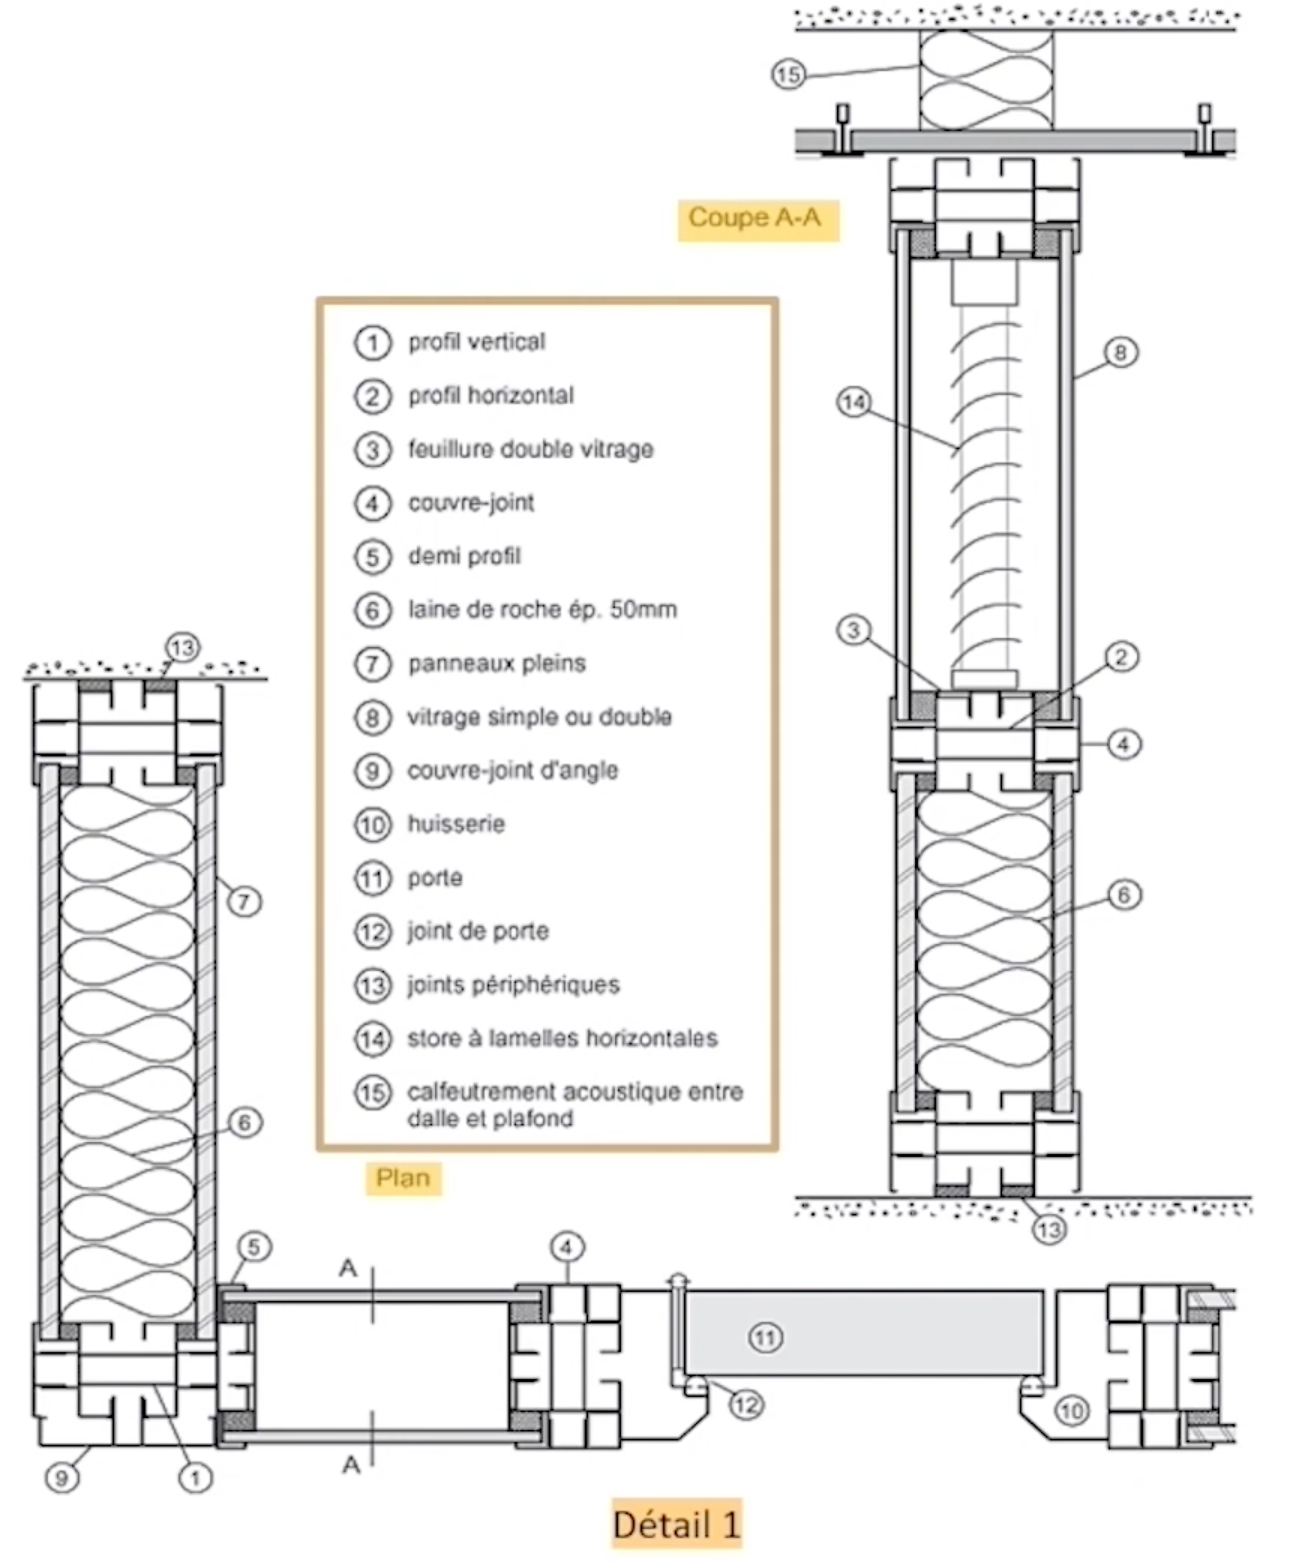 15
Coupe A-A
1 profil vertical
2 profil horizontal
3 feuillure double vitrage
4 couvre-joint
5 demi profil
6 laine de roche ép. 50mm
7 panneaux pleins
8 vitrage simple ou double
9 couvre-joint d'angle
10 huisserie
11 porte
12 joint de porte
13 joints périphériques
14 store à lamelles horizontales
15 calfeutrement acoustique entre
dalle et plafond
8
14
3
2
4
6
13
13
7
6
Plan
5
A
4
11
12
10
A
9
1
Détail 1